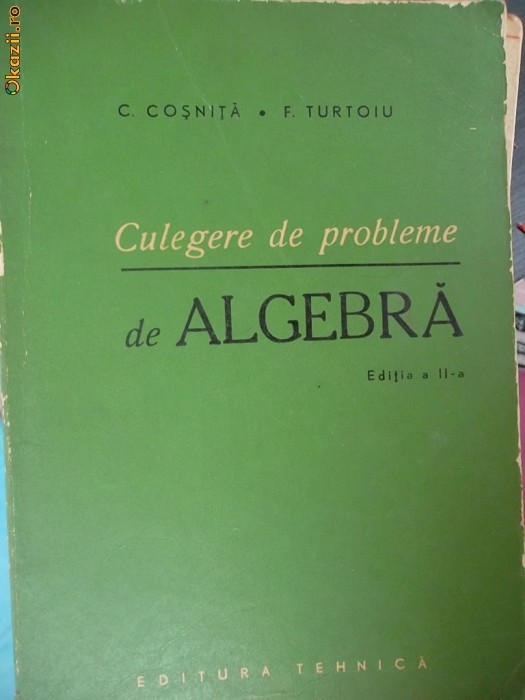 Okazii.ro
C. COȘNIȚĂ • F. TURTOIU
Culegere de probleme
de ALGEBRĂ
Ediția a II-a
EDITURA TEHNICĂ